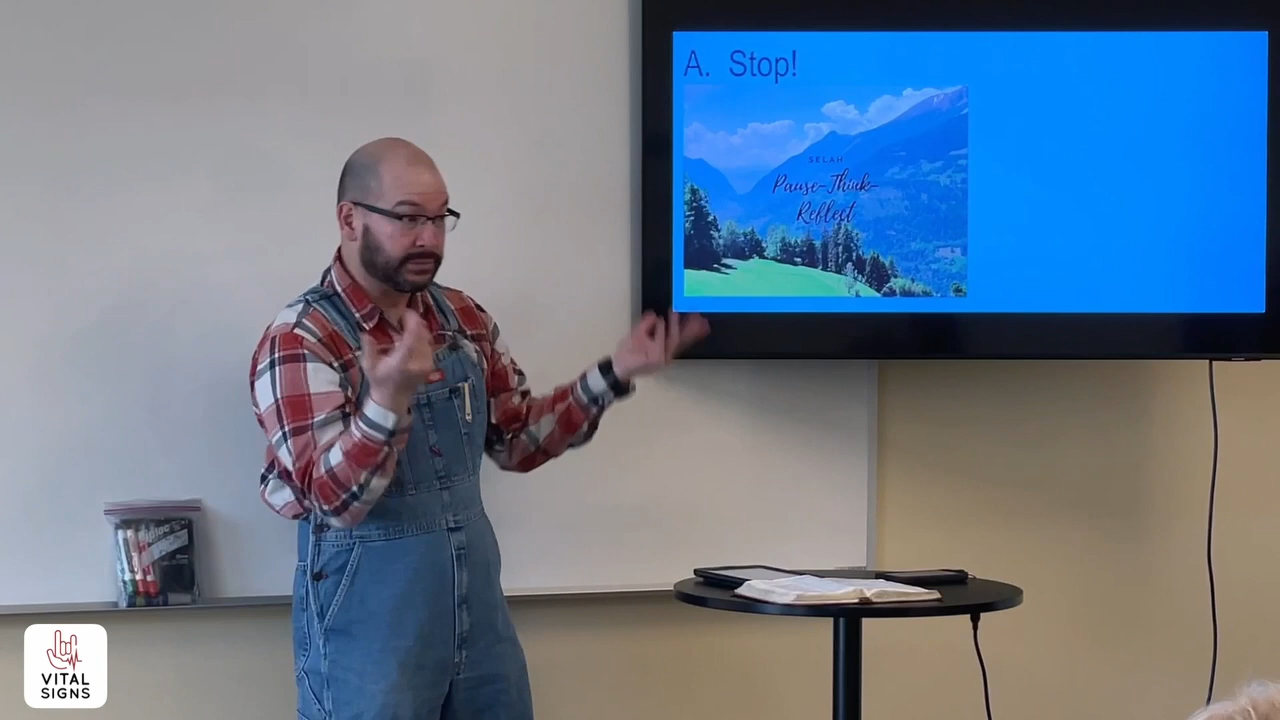 A. Stop!
SELAH
Pause-Think-
Reflect
VITAL
SIGNS